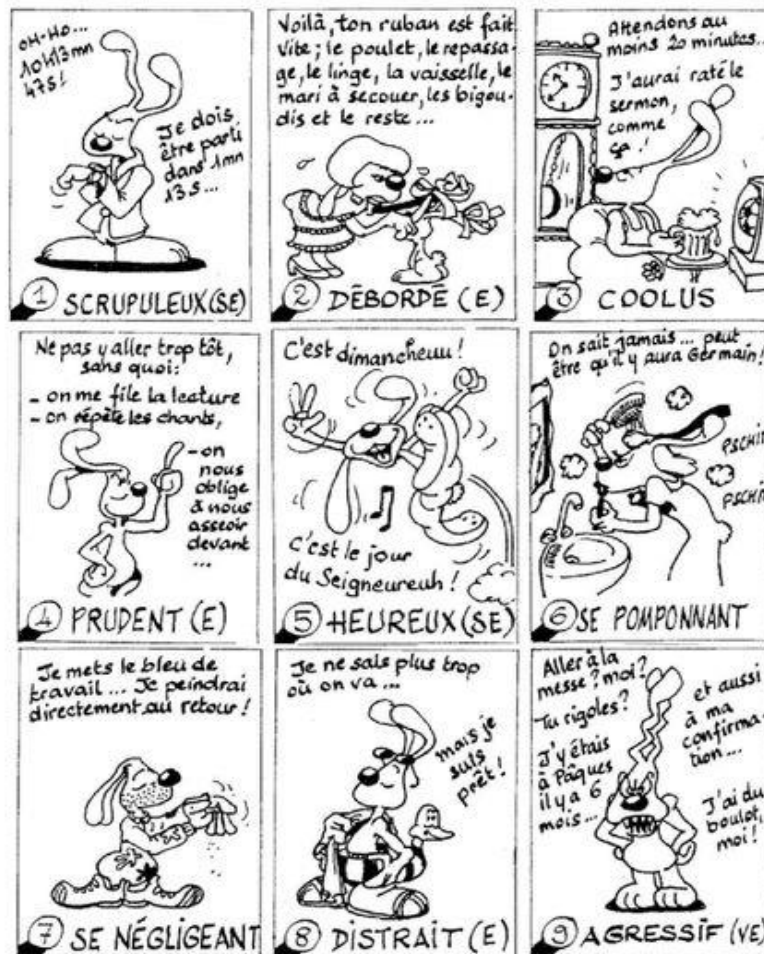 OH-HO...
10H13mn
47s!
Je dois
être parti
dans 1mn
13s...
1 SCRUPULEUX(SE)
Voilà, ton ruban est fait
Vite; le poulet, le repassa-
ge, le linge, la vaisselle, le
mari à secouer, les bigou-
dis et le reste...
2 DÉBORDÉ (E)
Attendons au
moins 20 minutes...
J'aurai raté le
sermon,
comme
ça!
3 COOLUS
Ne pas y aller trop tôt,
sans quoi:
- on me file la lecture
- on répète les chants,
- on
nous
oblige
à nous
asseoir
devant
...
4 PRUDENT (E)
C'est dimancheuu!
C'est le jour
du Seigneureuh!
5 HEUREUX(SE)
On sait jamais... peut
être qu'il y aura Germain!
PSCHIT
PSCHIT
6 SE POMPONNANT
Je mets le bleu de
travail... Je peindrai
directement au retour!
7 SE NÉGLIGEANT
Je ne sais plus trop
où on va...
mais je
suis
prêt!
8 DISTRAIT (E)
Aller à la
messe? moi?
Tu rigoles?
J'y étais
à Pâques
il y a 6
mois...
et aussi
à ma
confirma-
tion...
J'ai du
boulot,
moi!
9 AGRESSIF (VE)